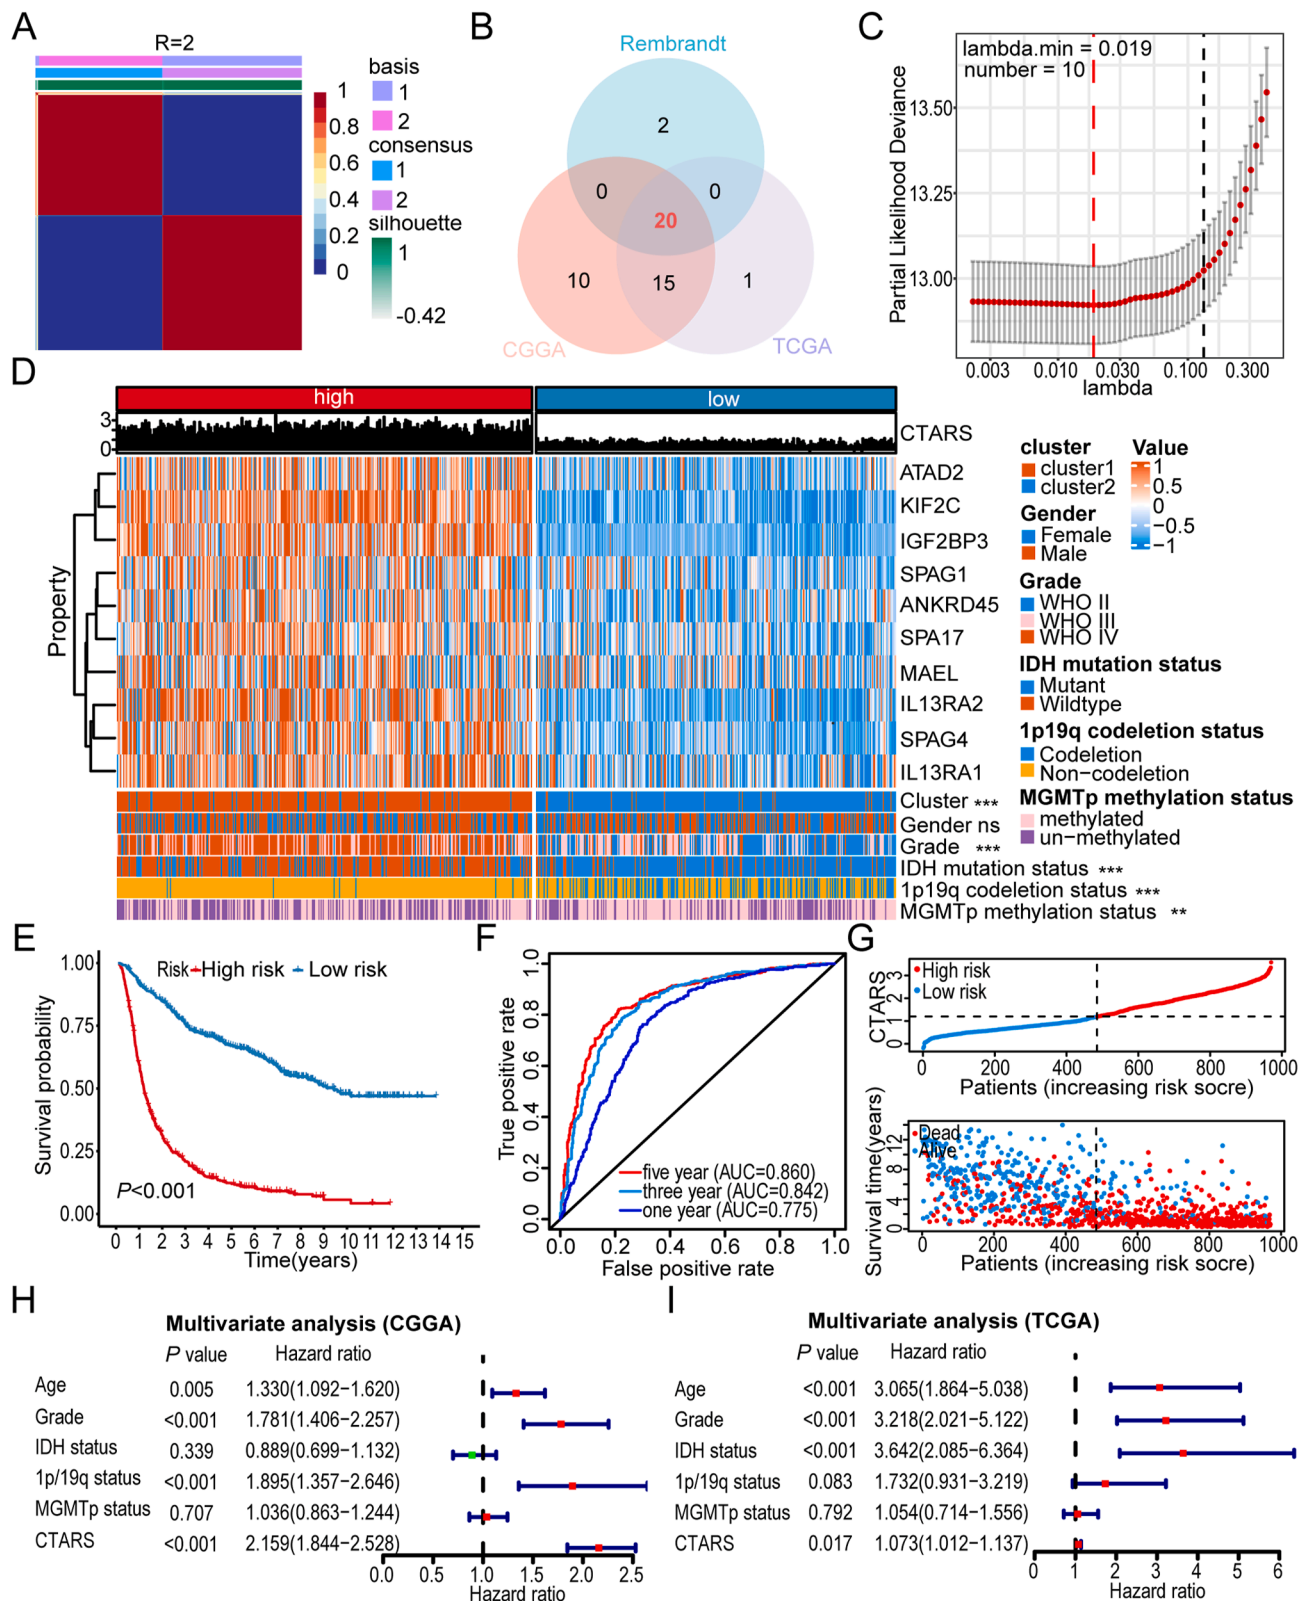 A
R=2
1
0.8
0.6
0.4
0.2
0
basis
1
2
consensus
1
2
silhouette
1
-0.42
B
Rembrandt
2
0
0
20
10
15
1
CGGA
TCGA
C
lambda.min = 0.019
number = 10
Partial Likelihood Deviance
13.50
13.25
13.00
0.003 0.010 0.030 0.100 0.300
lambda
D
high
low
3
0
CTARS
Property
ATAD2
KIF2C
IGF2BP3
SPAG1
ANKRD45
SPA17
MAEL
IL13RA2
SPAG4
IL13RA1
Cluster ***
Gender ns
Grade ***
IDH mutation status ***
1p19q codeletion status ***
MGMTp methylation status **
cluster
cluster1
cluster2
Gender
Female
Male
Grade
WHO II
WHO III
WHO IV
IDH mutation status
Mutant
Wildtype
1p19q codeletion status
Codeletion
Non-codeletion
MGMTp methylation status
methylated
un-methylated
Value
1
0.5
0
−0.5
−1
E
Risk High risk Low risk
Survival probability
1.00
0.75
0.50
0.25
0.00
P<0.001
0 1 2 3 4 5 6 7 8 9 10 11 12 13 14 15
Time(years)
F
True positive rate
1.0
0.8
0.6
0.4
0.2
0.0
five year (AUC=0.860)
three year (AUC=0.842)
one year (AUC=0.775)
0.0 0.2 0.4 0.6 0.8 1.0
False positive rate
G
CTARS
3
2
1
0
High risk
Low risk
0 200 400 600 800 1000
Patients (increasing risk socre)
Survival time(years)
12
8
4
0
Dead
Alive
0 200 400 600 800 1000
Patients (increasing risk socre)
H
Multivariate analysis (CGGA)
P value Hazard ratio
Age 0.005 1.330(1.092−1.620)
Grade <0.001 1.781(1.406−2.257)
IDH status 0.339 0.889(0.699−1.132)
1p/19q status <0.001 1.895(1.357−2.646)
MGMTp status 0.707 1.036(0.863−1.244)
CTARS <0.001 2.159(1.844−2.528)
0.0 0.5 1.0 1.5 2.0 2.5
Hazard ratio
I
Multivariate analysis (TCGA)
P value Hazard ratio
Age <0.001 3.065(1.864−5.038)
Grade <0.001 3.218(2.021−5.122)
IDH status <0.001 3.642(2.085−6.364)
1p/19q status 0.083 1.732(0.931−3.219)
MGMTp status 0.792 1.054(0.714−1.556)
CTARS 0.017 1.073(1.012−1.137)
0 1 2 3 4 5 6
Hazard ratio